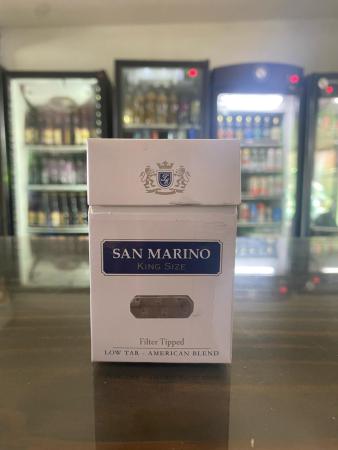 SAN MARINO
KING SIZE
Filter Tipped
LOW TAR - AMERICAN BLEND